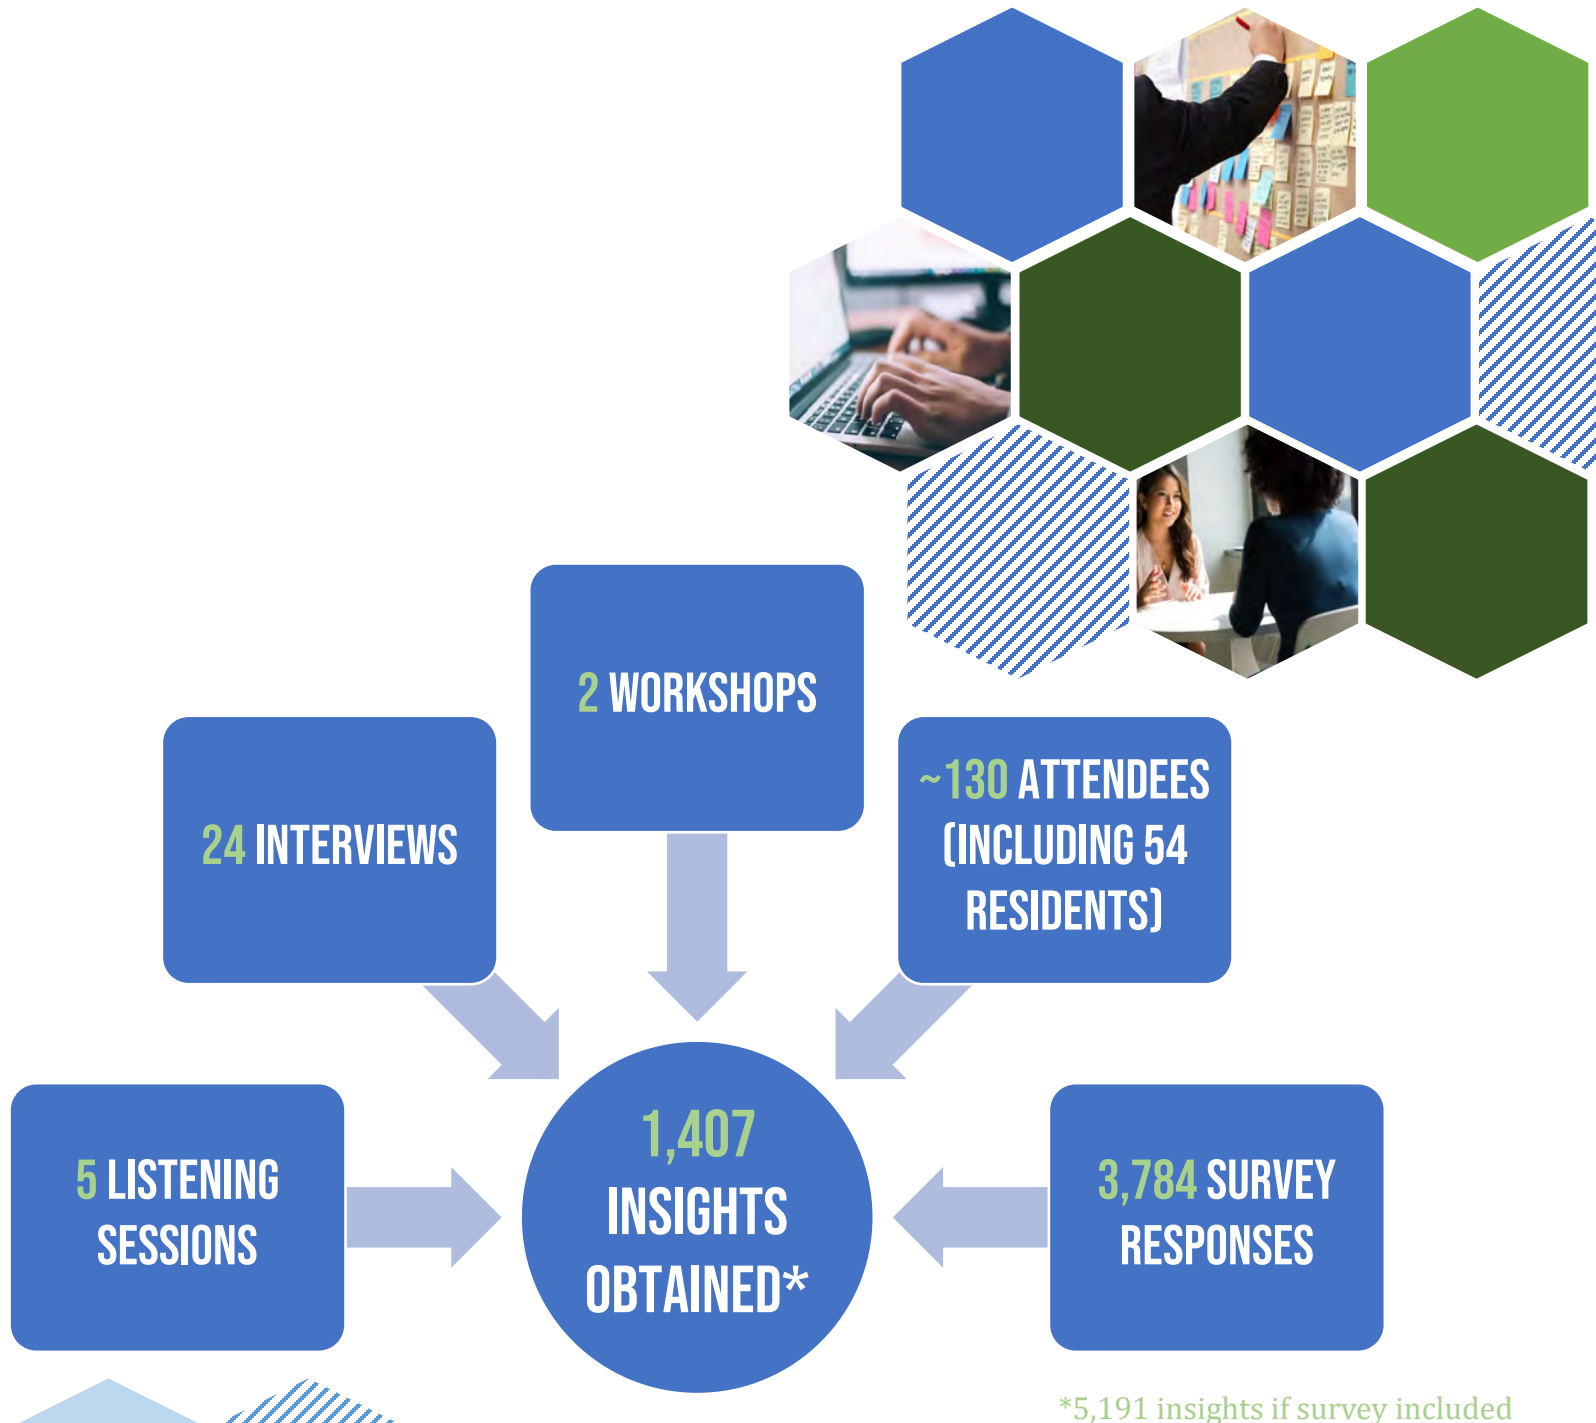 2 WORKSHOPS
24 INTERVIEWS
~130 ATTENDEES
(INCLUDING 54
RESIDENTS)
5 LISTENING
SESSIONS
1,407
INSIGHTS
OBTAINED*
3,784 SURVEY
RESPONSES
*5,191 insights if survey included